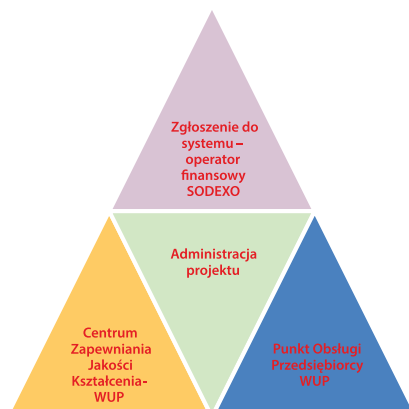 Zgłoszenie do
systemu –
operator
finansowy
SODEXO
Administracja
projektu
Centrum
Zapewniania
Jakości
Kształcenia-
WUP
Punkt Obsługi
Przedsiębiorcy
WUP